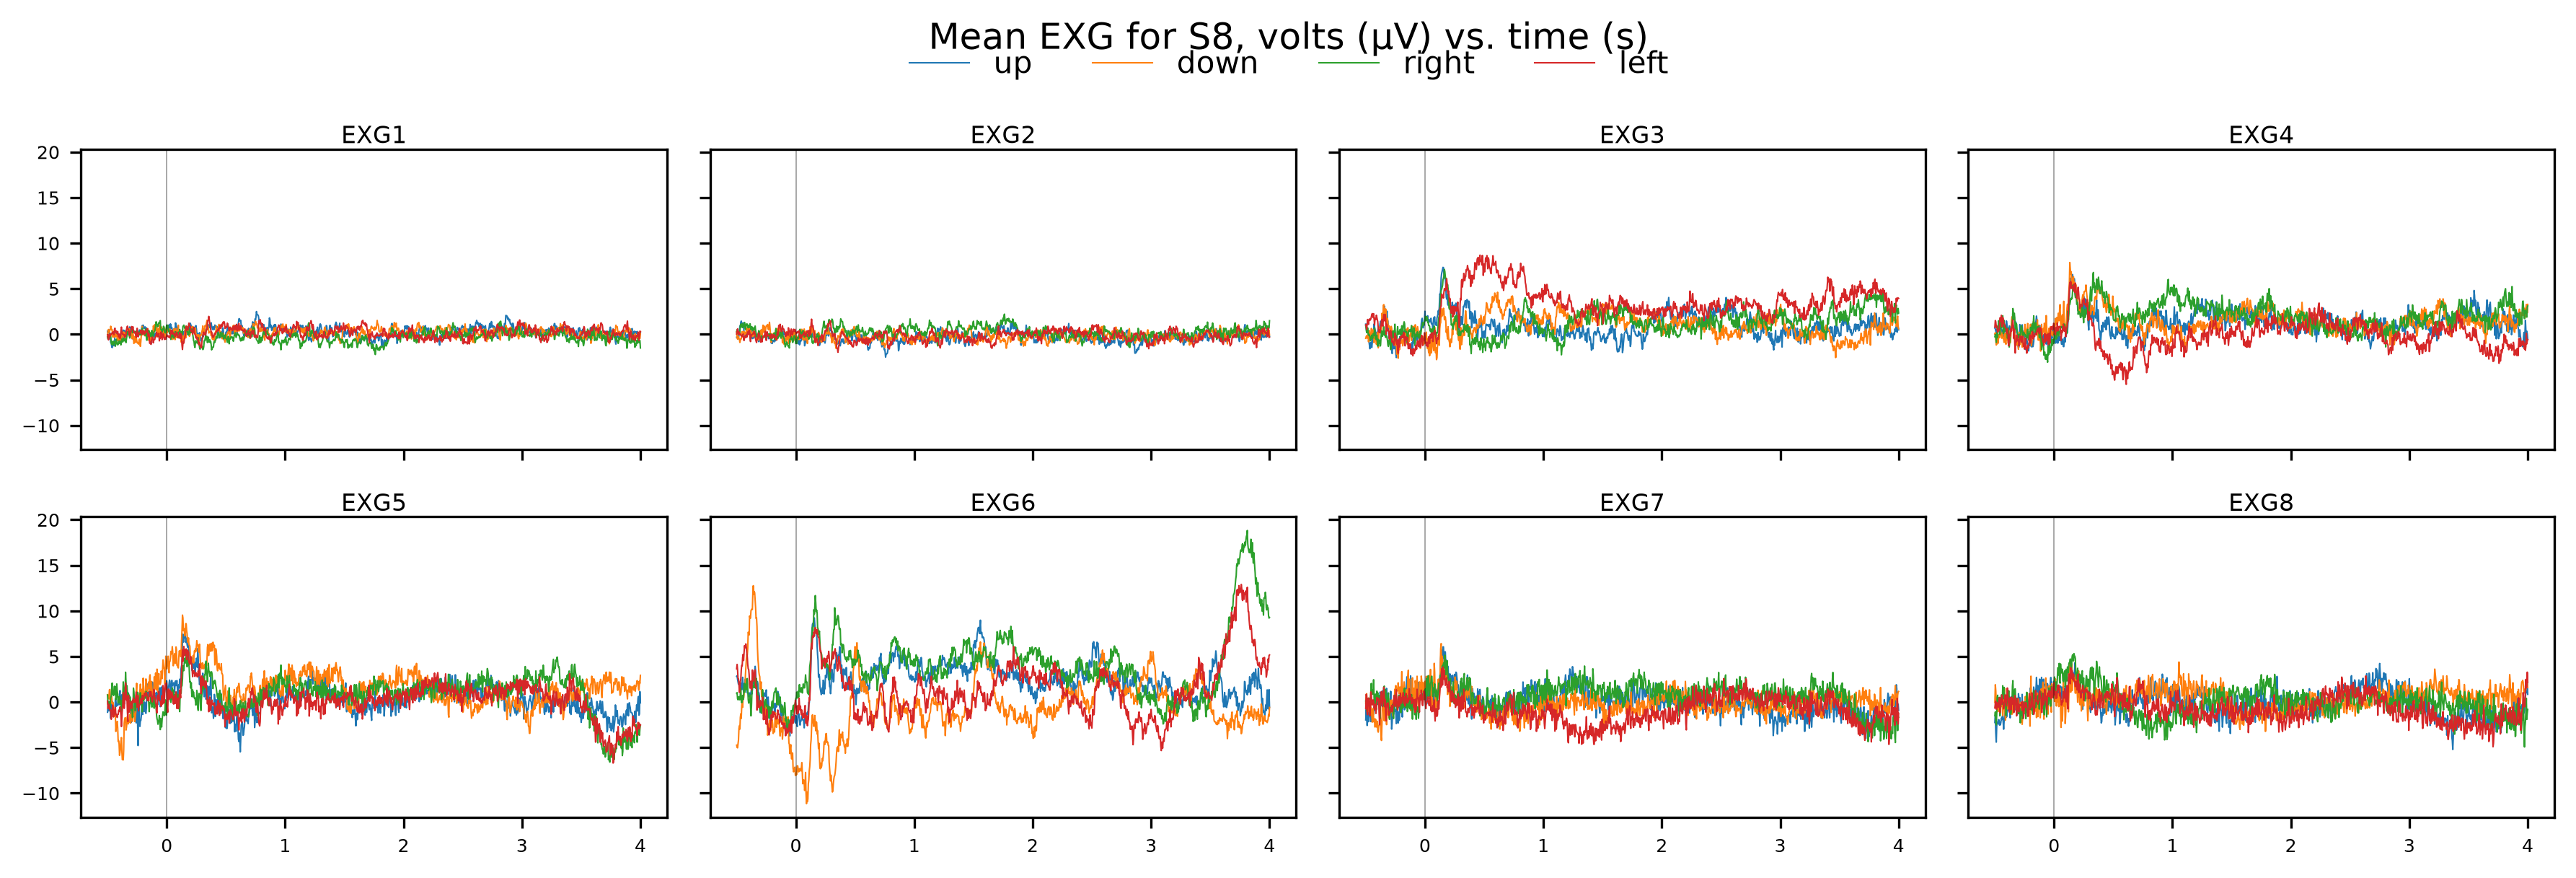 Mean EXG for S8, volts (μV) vs. time (s)
up down right left
EXG1 EXG2 EXG3 EXG4
20
15
10
5
0
−5
−10
EXG5 EXG6 EXG7 EXG8
20
15
10
5
0
−5
−10
0 1 2 3 4 0 1 2 3 4 0 1 2 3 4 0 1 2 3 4